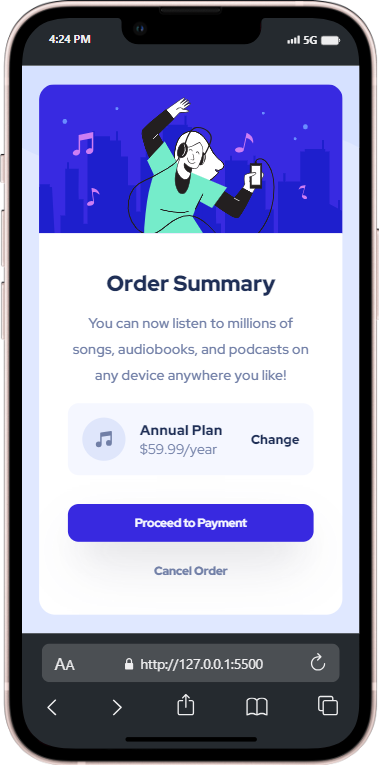 4:24 PM 5G
Order Summary
You can now listen to millions of
songs, audiobooks, and podcasts on
any device anywhere you like!
Annual Plan
$59.99/year
Change
Proceed to Payment
Cancel Order
AA http://127.0.0.1:5500